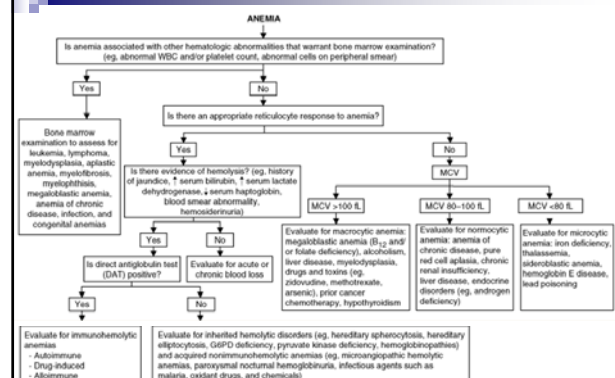 ANEMIA
Is anemia associated with other hematologic abnormalities that warrant bone marrow examination?
(eg, abnormal WBC and/or platelet count, abnormal cells on peripheral smear)
Yes
No
Bone marrow
examination to assess for
leukemia, lymphoma,
myelodysplasia, aplastic
anemia, myelofibrosis,
myelophthisis,
megaloblastic anemia,
anemia of chronic
disease, infection, and
congenital anemias
Is there an appropriate reticulocyte response to anemia?
Yes
No
Is there evidence of hemolysis? (eg, history
of jaundice, ↑ serum bilirubin, ↑ serum lactate
dehydrogenase, ↓ serum haptoglobin,
blood smear abnormality,
hemosiderinuria)
MCV
MCV >100 fL
MCV 80–100 fL
MCV <80 fL
Yes
No
Is direct antiglobulin test
(DAT) positive?
Evaluate for acute or
chronic blood loss
Evaluate for macrocytic anemia:
megaloblastic anemia (B12 and/
or folate deficiency), alcoholism,
liver disease, myelodysplasia,
drugs and toxins (eg,
zidovudine, methotrexate,
arsenic), prior cancer
chemotherapy, hypothyroidism
Evaluate for normocytic
anemia: anemia of
chronic disease, pure
red cell aplasia, chronic
renal insufficiency,
liver disease, endocrine
disorders (eg, androgen
deficiency)
Evaluate for microcytic
anemia: iron deficiency,
thalassemia,
sideroblastic anemia,
hemoglobin E disease,
lead poisoning
Yes
No
Evaluate for immunohemolytic
anemias
- Autoimmune
- Drug-induced
- Alloimmune
Evaluate for inherited hemolytic disorders (eg, hereditary spherocytosis, hereditary
elliptocytosis, G6PD deficiency, pyruvate kinase deficiency, hemoglobinopathies)
and acquired nonimmunohemolytic anemias (eg, microangiopathic hemolytic
anemias, paroxysmal nocturnal hemoglobinuria, infectious agents such as
malaria, oxidant drugs, and chemicals)